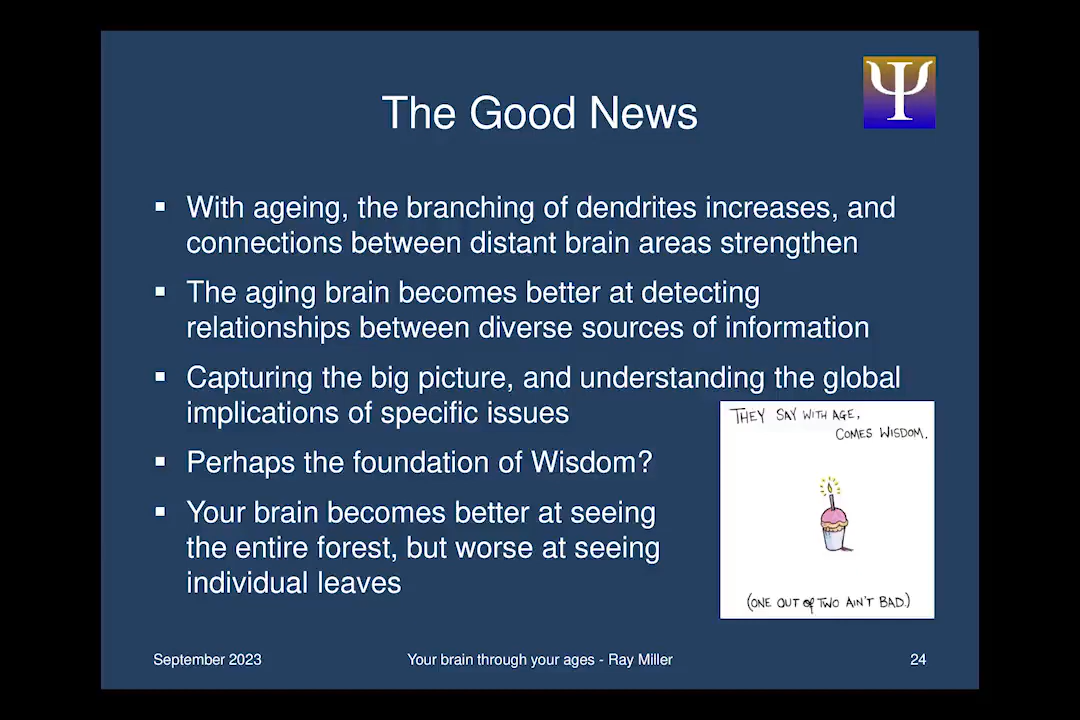 The Good News
Ψ
▪ With ageing, the branching of dendrites increases, and
connections between distant brain areas strengthen
▪ The aging brain becomes better at detecting
relationships between diverse sources of information
▪ Capturing the big picture, and understanding the global
implications of specific issues
▪ Perhaps the foundation of Wisdom?
▪ Your brain becomes better at seeing
the entire forest, but worse at seeing
individual leaves
THEY SAY WITH AGE,
COMES WISDOM.
(ONE OUT OF TWO AIN'T BAD.)
September 2023
Your brain through your ages - Ray Miller
24